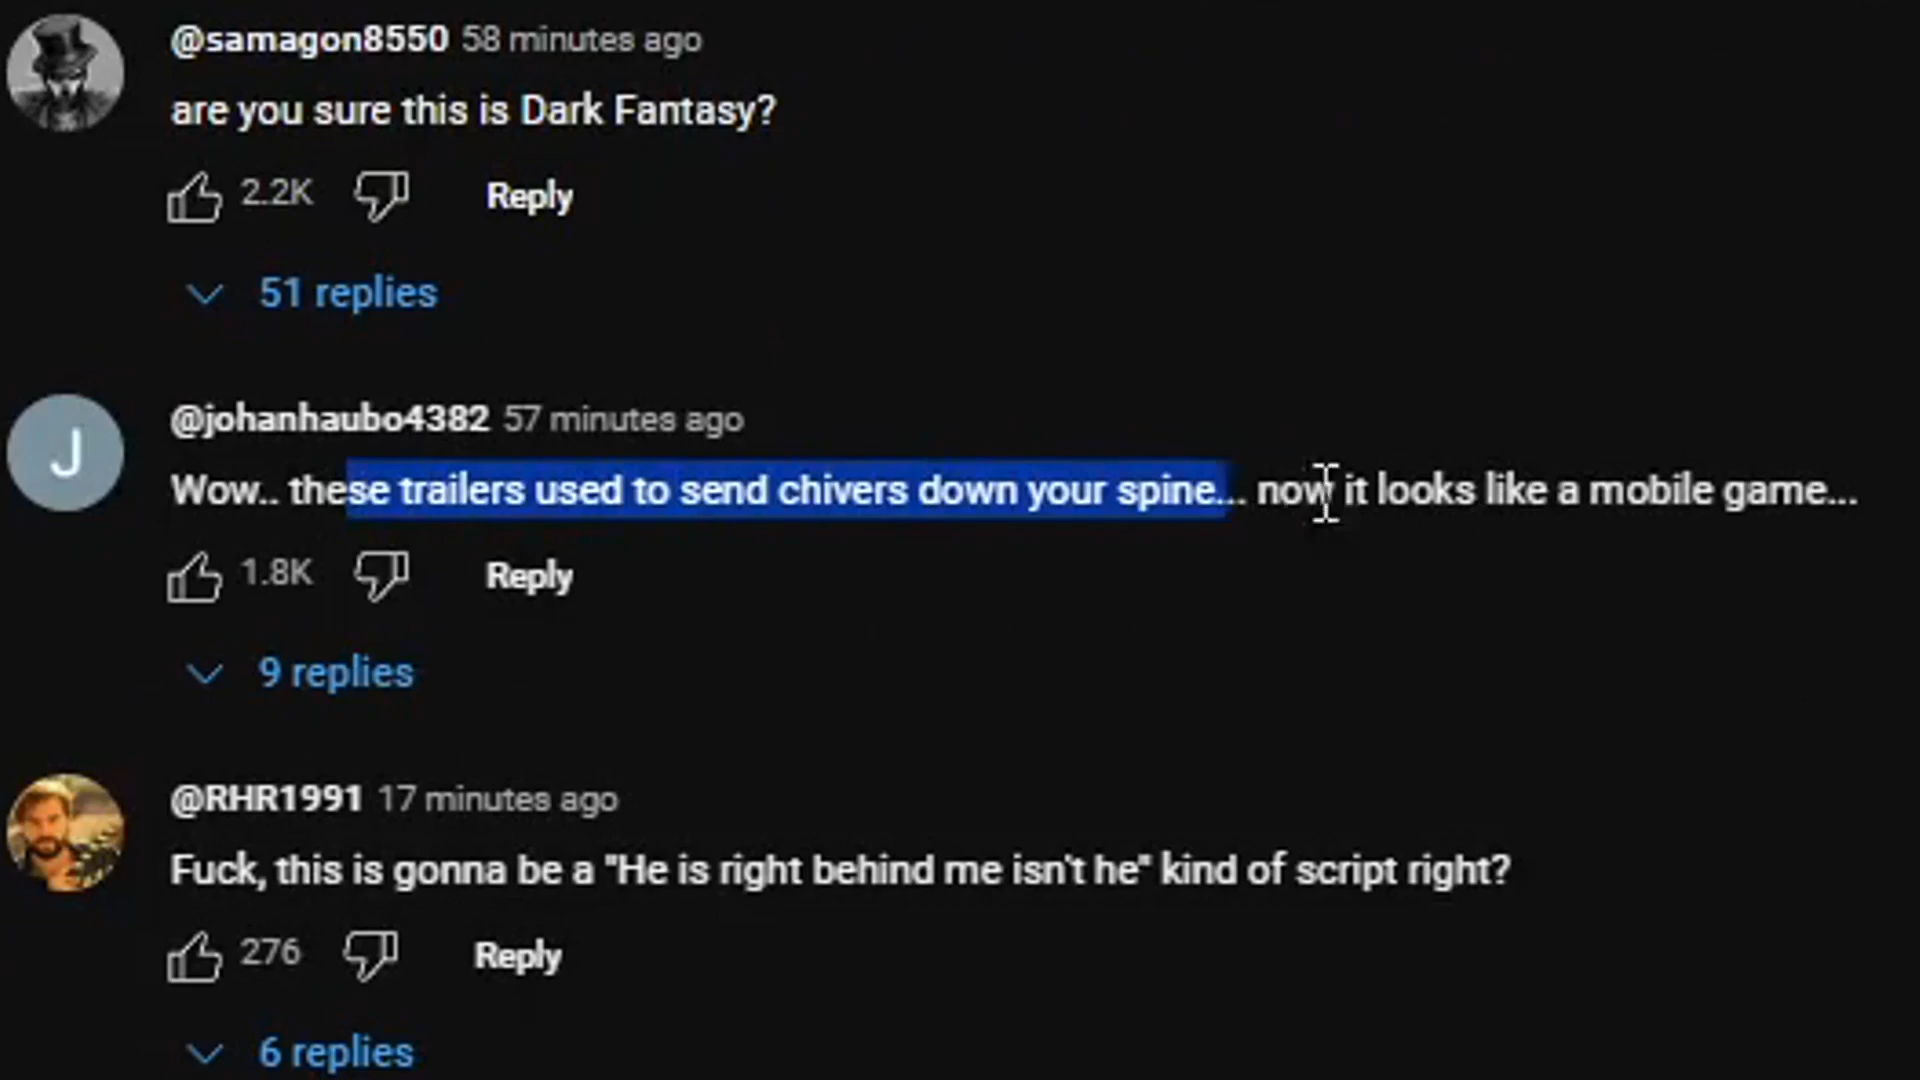 @samagon8550 58 minutes ago
are you sure this is Dark Fantasy?
2.2K Reply
51 replies
J
@johanhaubo4382 57 minutes ago
Wow.. these trailers used to send chivers down your spine... now it looks like a mobile game...
1.8K Reply
9 replies
@RHR1991 17 minutes ago
Fuck, this is gonna be a "He is right behind me isn't he" kind of script right?
276 Reply
6 replies